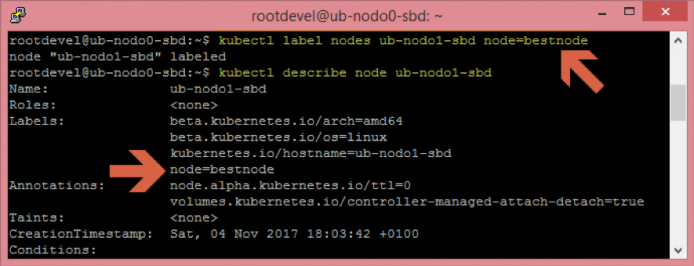 rootdevel@ub-nodo0-sbd: ~
rootdevel@ub-nodo0-sbd:~$ kubectl label nodes ub-nodo1-sbd node=bestnode
node "ub-nodo1-sbd" labeled
rootdevel@ub-nodo0-sbd:~$ kubectl describe node ub-nodo1-sbd
Name: ub-nodo1-sbd
Roles: <none>
Labels: beta.kubernetes.io/arch=amd64
beta.kubernetes.io/os=linux
kubernetes.io/hostname=ub-nodo1-sbd
node=bestnode
Annotations: node.alpha.kubernetes.io/ttl=0
volumes.kubernetes.io/controller-managed-attach-detach=true
Taints: <none>
CreationTimestamp: Sat, 04 Nov 2017 18:03:42 +0100
Conditions: